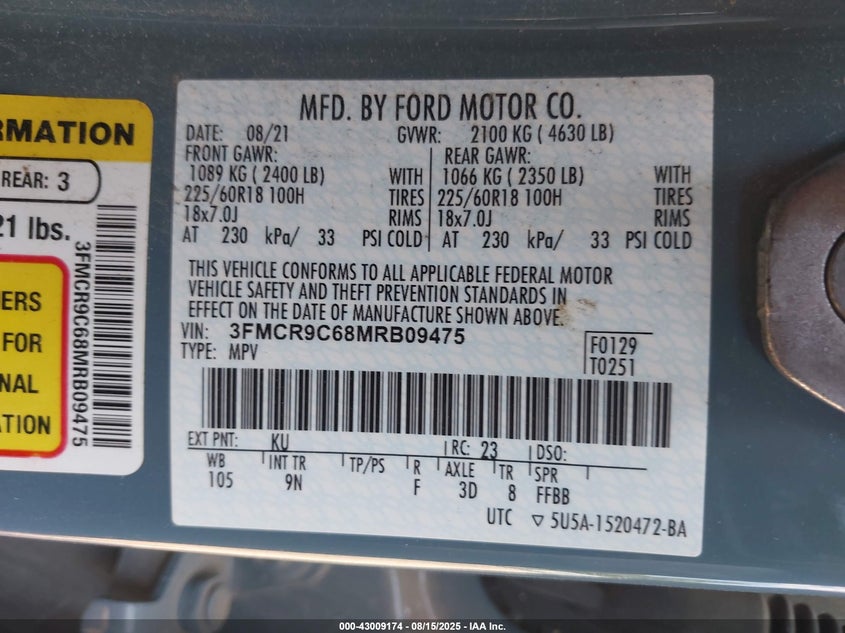 RMATION
REAR: 3
21 lbs.
3FMCR9C68MRB09475
ERS
FOR
NAL
ATION
MFD. BY FORD MOTOR CO.
DATE: 08/21 GVWR: 2100 KG ( 4630 LB)
FRONT GAWR: REAR GAWR:
1089 KG ( 2400 LB) WITH 1066 KG ( 2350 LB) WITH
225/60R18 100H TIRES 225/60R18 100H TIRES
18x7.0J RIMS 18x7.0J RIMS
AT 230 kPa/ 33 PSI COLD AT 230 kPa/ 33 PSI COLD
THIS VEHICLE CONFORMS TO ALL APPLICABLE FEDERAL MOTOR
VEHICLE SAFETY AND THEFT PREVENTION STANDARDS IN
EFFECT ON THE DATE OF MANUFACTURE SHOWN ABOVE.
VIN: 3FMCR9C68MRB09475 F0129
TYPE: MPV T0251
EXT PNT: KU RC: 23 DSO:
WB INT TR TP/PS R AXLE TR SPR
105 9N F 3D 8 FFBB
UTC ▽ 5U5A-1520472-BA
000-43009174 - 08/15/2025 - IAA Inc.